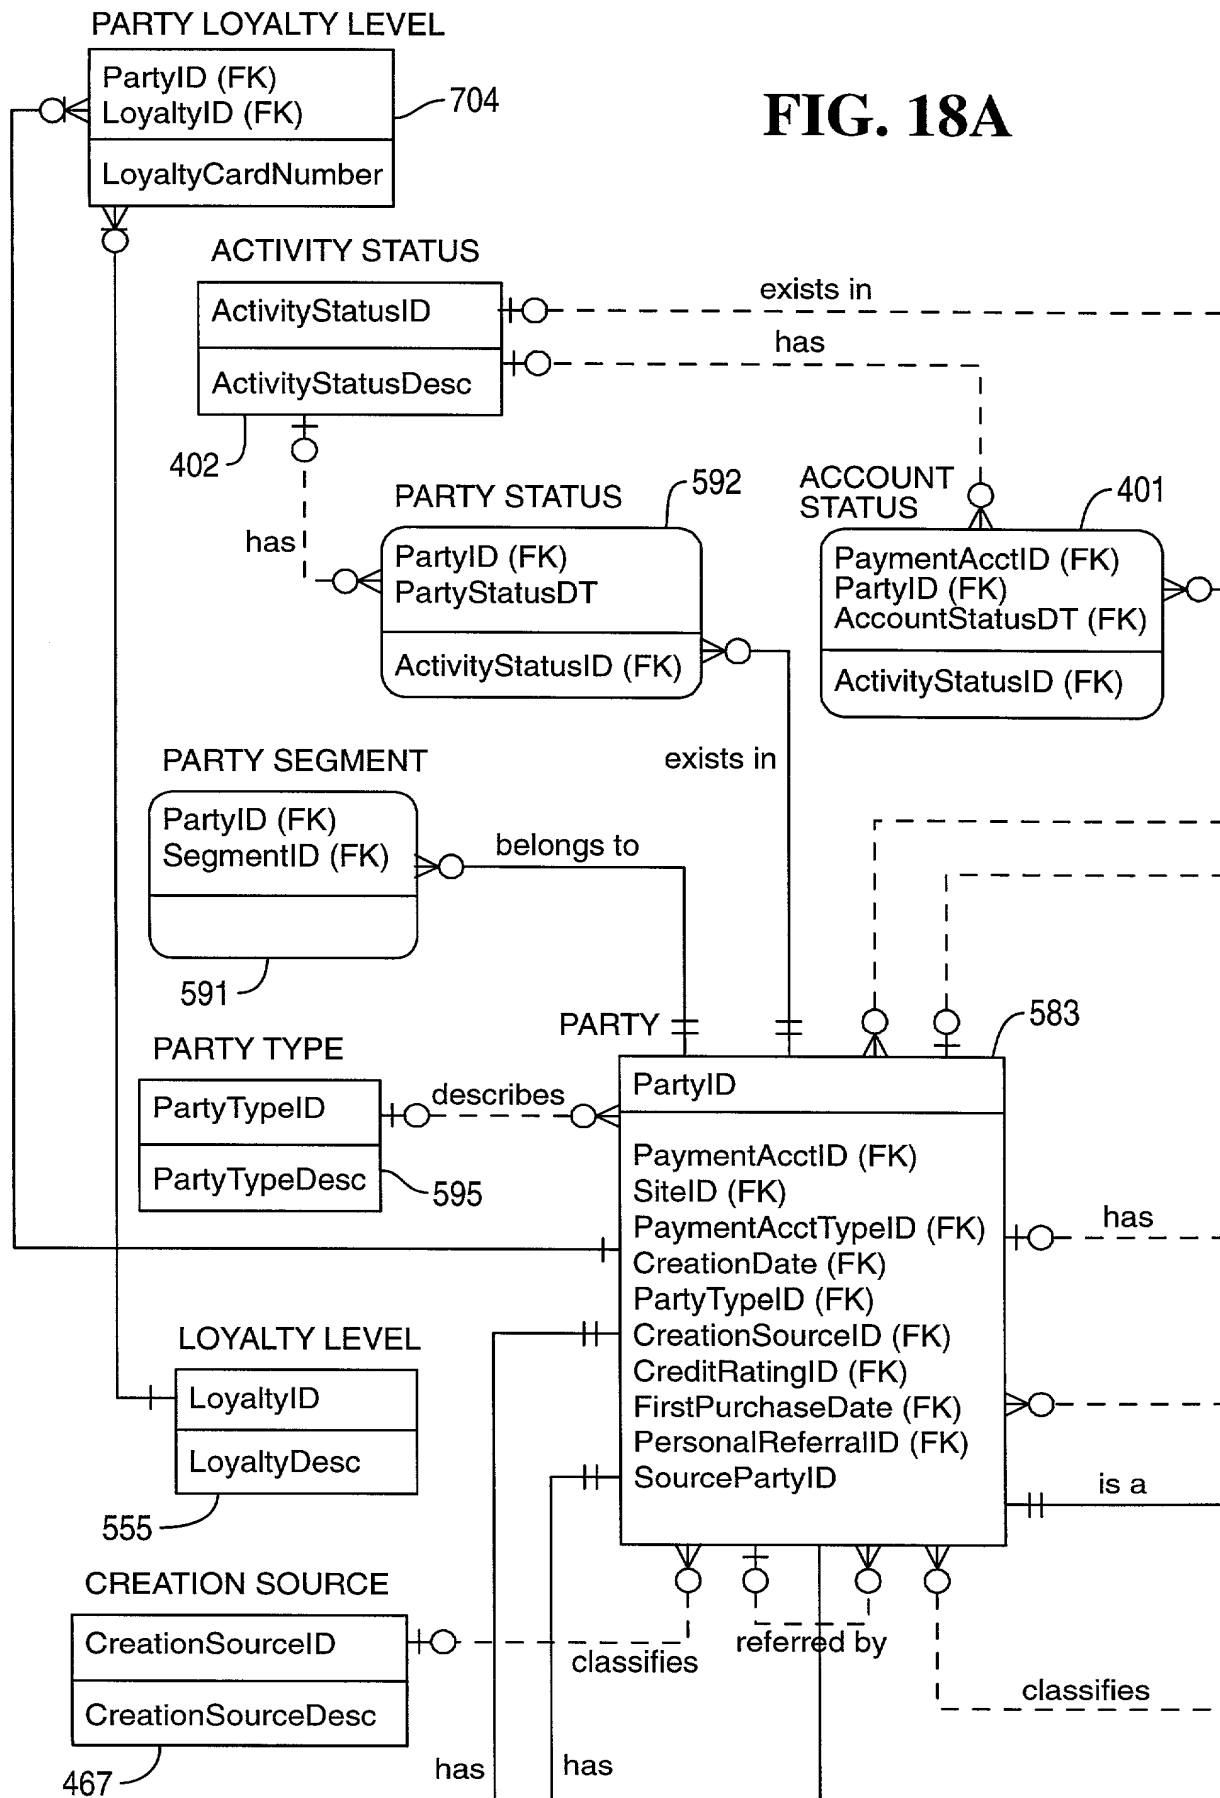 PARTY LOYALTY LEVEL
PartyID (FK)
LoyaltyID (FK)
LoyaltyCardNumber
704
FIG. 18A
ACTIVITY STATUS
ActivityStatusID
ActivityStatusDesc
402
exists in
has
has
PARTY STATUS
592
PartyID (FK)
PartyStatusDT
ActivityStatusID (FK)
ACCOUNT
STATUS
401
PaymentAcctID (FK)
PartyID (FK)
AccountStatusDT (FK)
ActivityStatusID (FK)
exists in
PARTY SEGMENT
PartyID (FK)
SegmentID (FK)
591
belongs to
PARTY
583
PARTY TYPE
PartyTypeID
PartyTypeDesc
595
describes
PartyID
PaymentAcctID (FK)
SiteID (FK)
PaymentAcctTypeID (FK)
CreationDate (FK)
PartyTypeID (FK)
CreationSourceID (FK)
CreditRatingID (FK)
FirstPurchaseDate (FK)
PersonalReferralID (FK)
SourcePartyID
has
is a
LOYALTY LEVEL
LoyaltyID
LoyaltyDesc
555
CREATION SOURCE
CreationSourceID
CreationSourceDesc
467
classifies
referred by
classifies
has
has